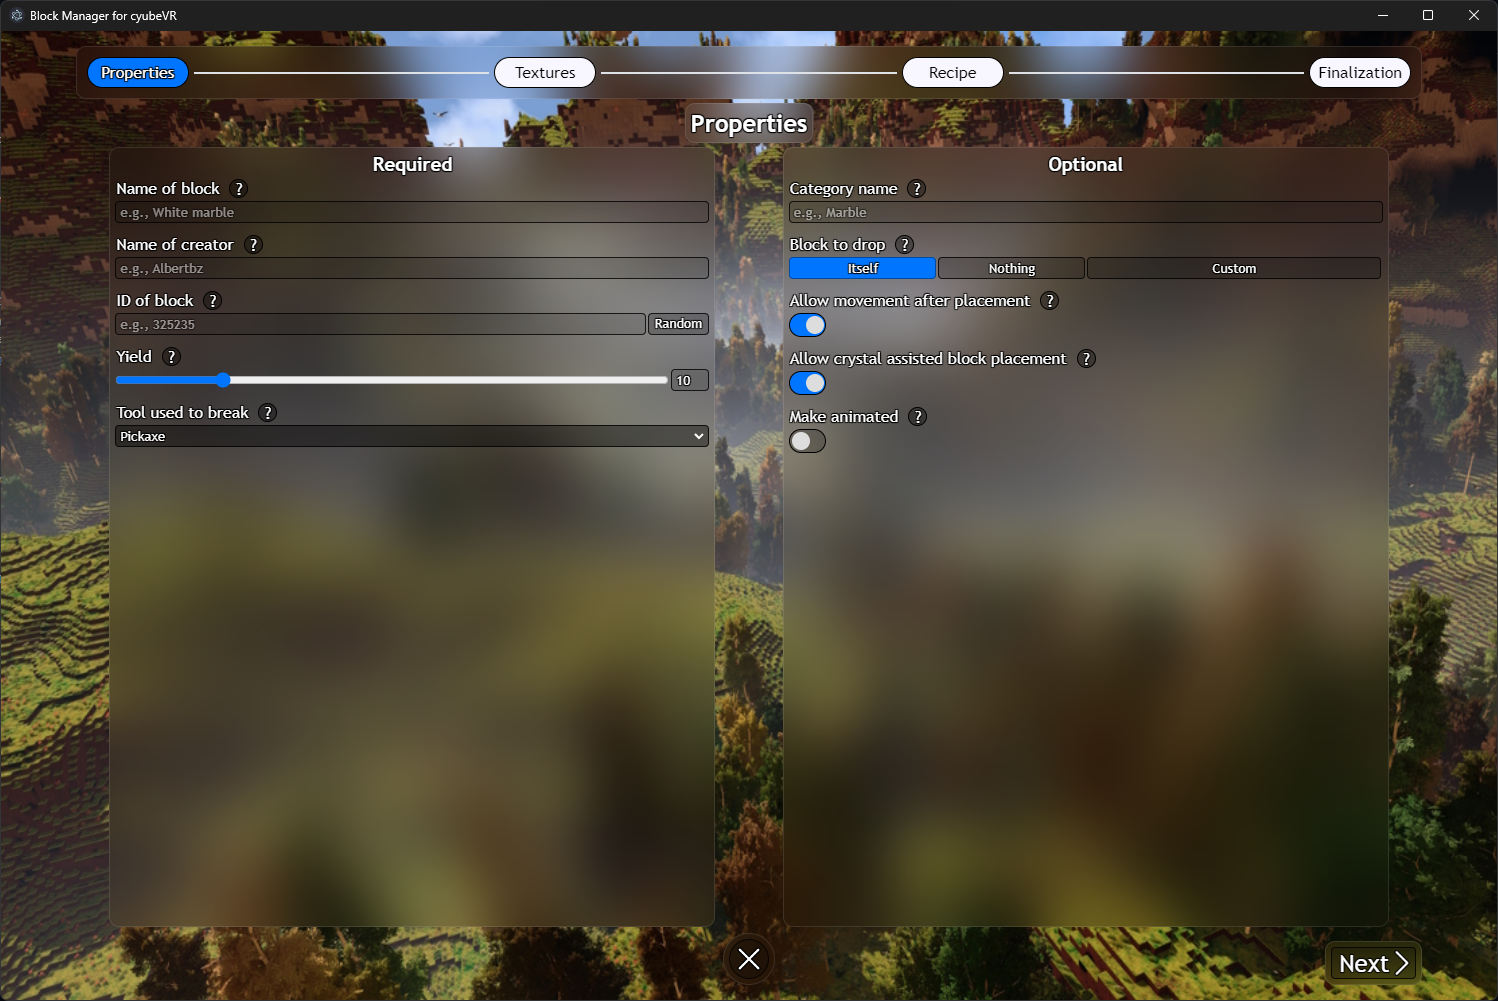 Block Manager for cyubeVR
Properties
Textures
Recipe
Finalization
Properties
Required
Name of block ?
e.g., White marble
Name of creator ?
e.g., Albertbz
ID of block ?
e.g., 325235
Random
Yield ?
10
Tool used to break ?
Pickaxe
Optional
Category name ?
e.g., Marble
Block to drop ?
Itself
Nothing
Custom
Allow movement after placement ?
Allow crystal assisted block placement ?
Make animated ?
Next